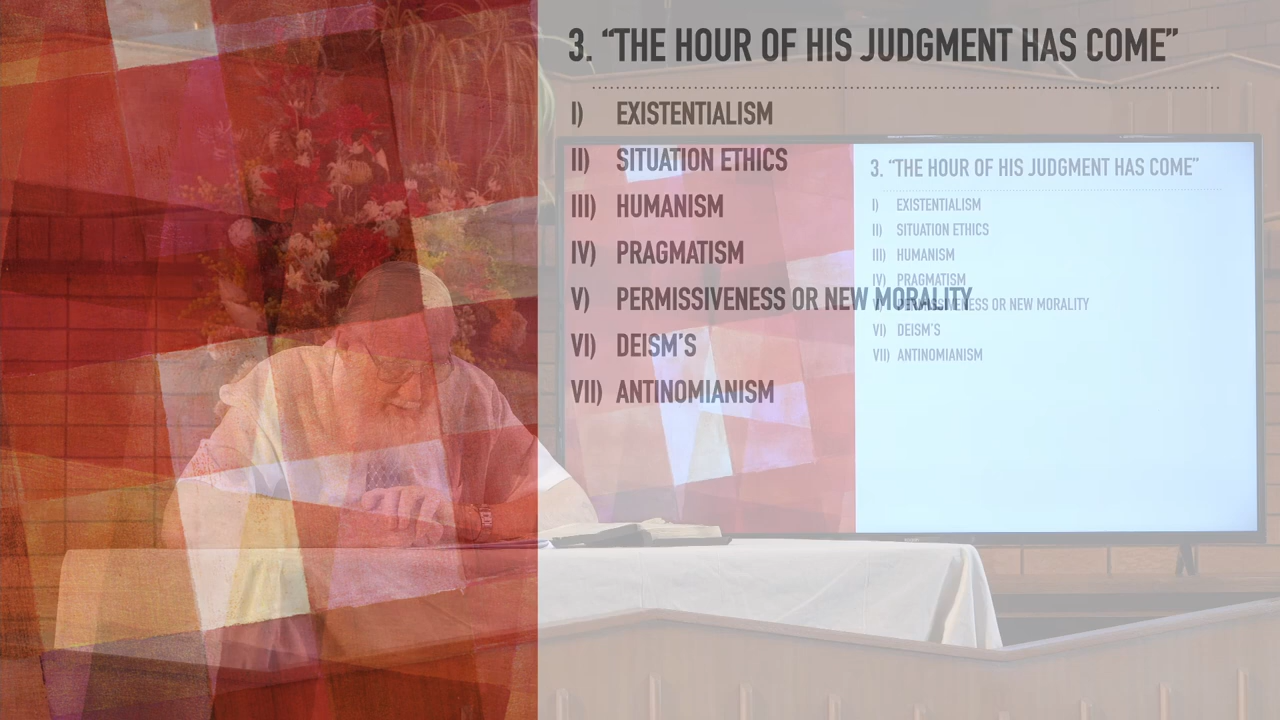 3. “THE HOUR OF HIS JUDGMENT HAS COME”
I) EXISTENTIALISM
II) SITUATION ETHICS
III) HUMANISM
IV) PRAGMATISM
V) PERMISSIVENESS OR NEW MORALITY
VI) DEISM’S
VII) ANTINOMIANISM
3. “THE HOUR OF HIS JUDGMENT HAS COME”
I) EXISTENTIALISM
II) SITUATION ETHICS
III) HUMANISM
IV) PRAGMATISM
V) PERMISSIVENESS OR NEW MORALITY
VI) DEISM’S
VII) ANTINOMIANISM